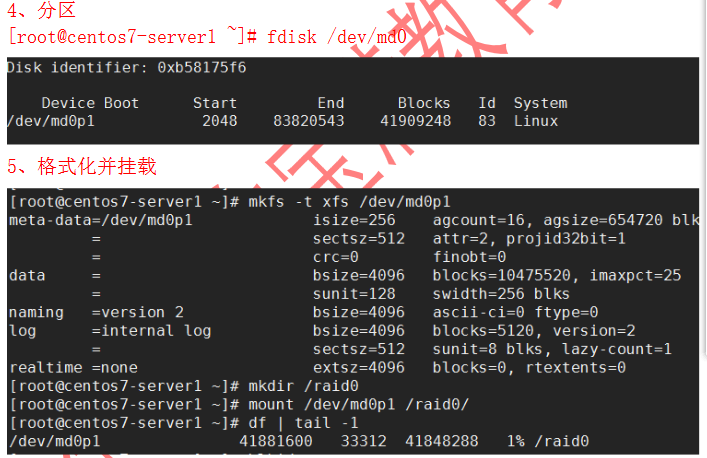 4、分区
[root@centos7-server1 ~]# fdisk /dev/md0
Disk identifier: 0xb58175f6
Device Boot      Start         End      Blocks   Id  System
/dev/md0p1            2048    83820543    41909248   83  Linux
5、格式化并挂载
[root@centos7-server1 ~]# mkfs -t xfs /dev/md0p1
meta-data=/dev/md0p1             isize=256    agcount=16, agsize=654720 blk
         =                       sectsz=512   attr=2, projid32bit=1
         =                       crc=0        finobt=0
data     =                       bsize=4096   blocks=10475520, imaxpct=25
         =                       sunit=128    swidth=256 blks
naming   =version 2              bsize=4096   ascii-ci=0 ftype=0
log      =internal log           bsize=4096   blocks=5120, version=2
         =                       sectsz=512   sunit=8 blks, lazy-count=1
realtime =none                   extsz=4096   blocks=0, rtextents=0
[root@centos7-server1 ~]# mkdir /raid0
[root@centos7-server1 ~]# mount /dev/md0p1 /raid0/
[root@centos7-server1 ~]# df | tail -1
/dev/md0p1               41881600   33312  41848288   1% /raid0